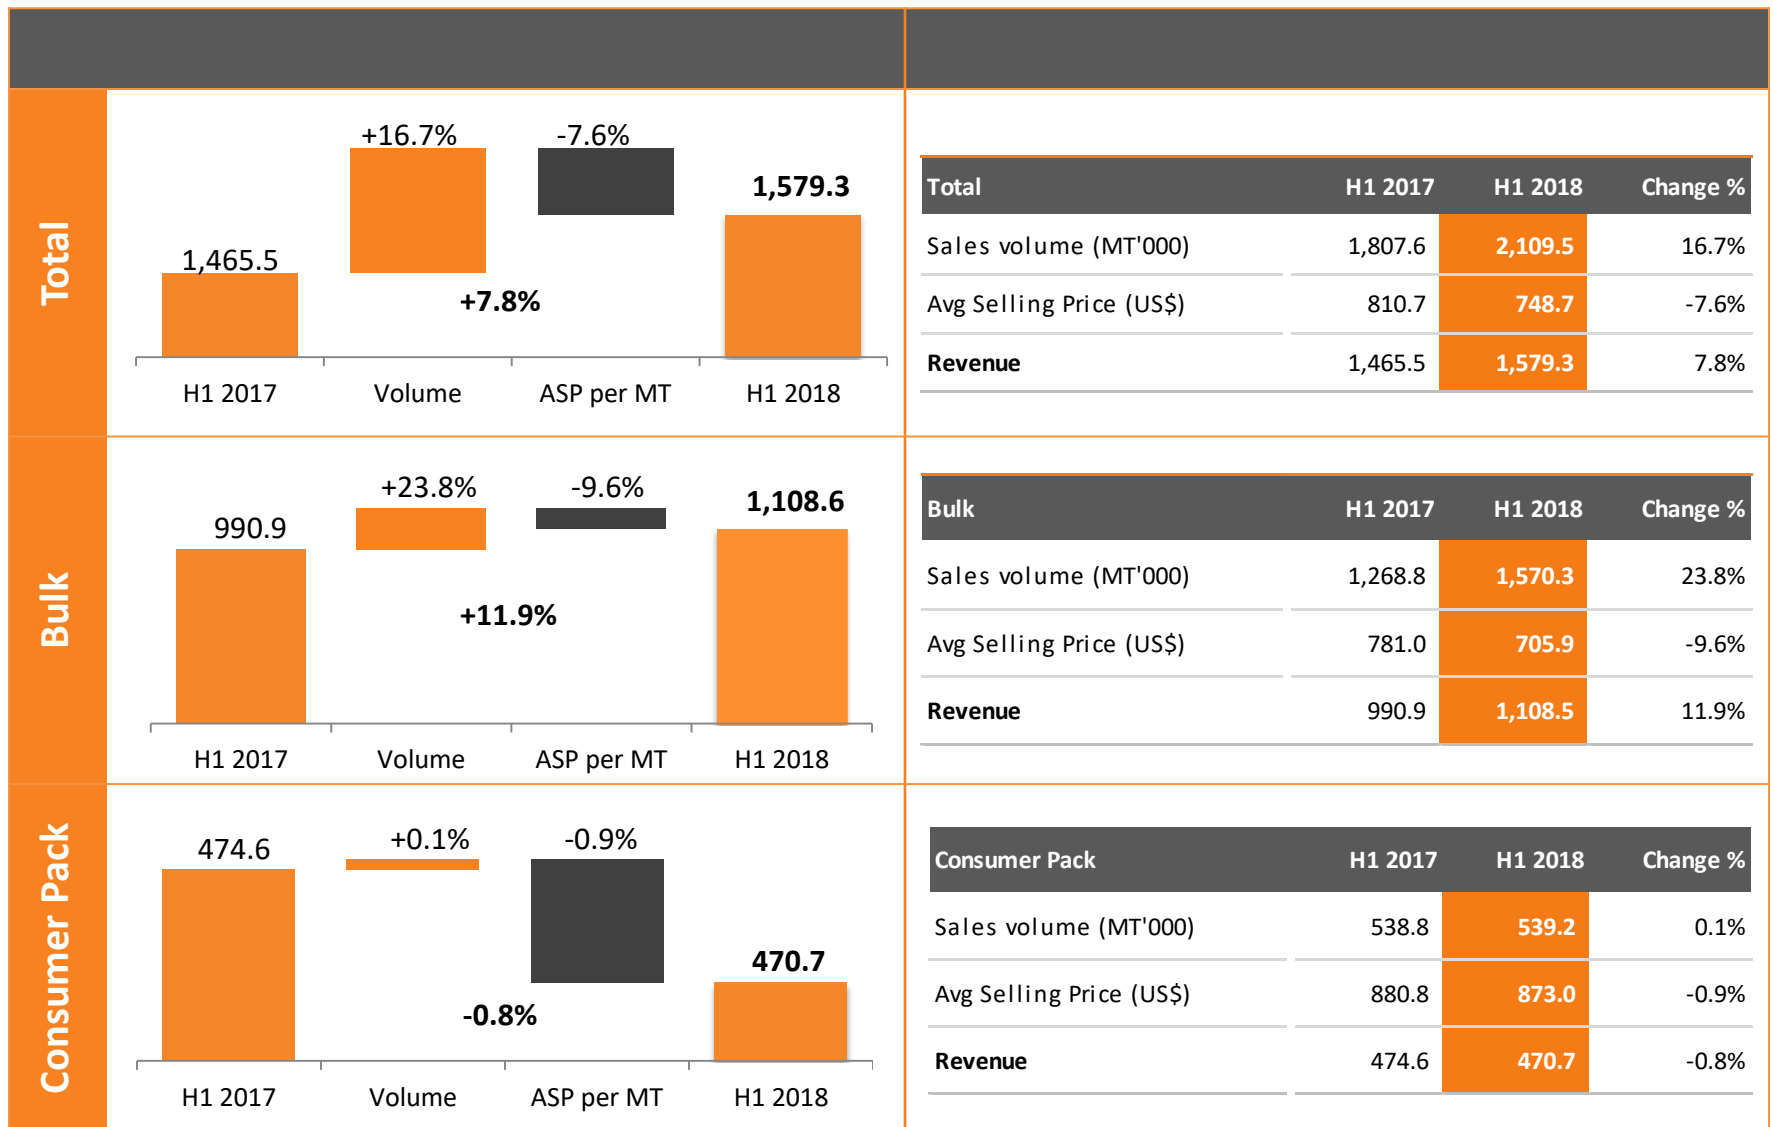 Total
+16.7% -7.6%
1,579.3
1,465.5
+7.8%
H1 2017 Volume ASP per MT H1 2018
Total H1 2017 H1 2018 Change %
Sales volume (MT'000) 1,807.6 2,109.5 16.7%
Avg Selling Price (US$) 810.7 748.7 -7.6%
Revenue 1,465.5 1,579.3 7.8%
Bulk
+23.8% -9.6%
1,108.6
990.9
+11.9%
H1 2017 Volume ASP per MT H1 2018
Bulk H1 2017 H1 2018 Change %
Sales volume (MT'000) 1,268.8 1,570.3 23.8%
Avg Selling Price (US$) 781.0 705.9 -9.6%
Revenue 990.9 1,108.5 11.9%
Consumer Pack
474.6 +0.1% -0.9%
470.7
-0.8%
H1 2017 Volume ASP per MT H1 2018
Consumer Pack H1 2017 H1 2018 Change %
Sales volume (MT'000) 538.8 539.2 0.1%
Avg Selling Price (US$) 880.8 873.0 -0.9%
Revenue 474.6 470.7 -0.8%